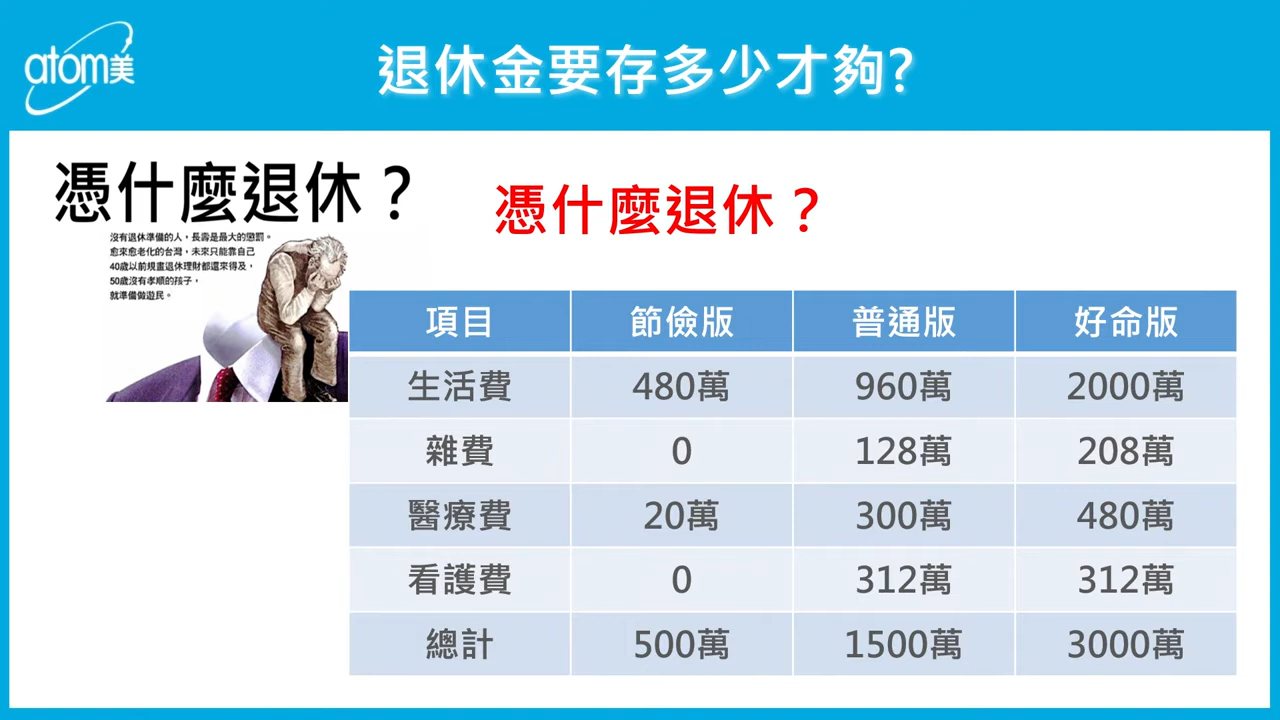 atom美
退休金要存多少才夠?
憑什麼退休？
憑什麼退休？
沒有退休準備的人，長壽是最大的懲罰。
愈來愈老化的台灣，未來只能靠自己
40歲以前規畫退休理財都還來得及，
50歲沒有孝順的孩子，
就準備做遊民。
項目 節儉版 普通版 好命版
生活費 480萬 960萬 2000萬
雜費 0 128萬 208萬
醫療費 20萬 300萬 480萬
看護費 0 312萬 312萬
總計 500萬 1500萬 3000萬